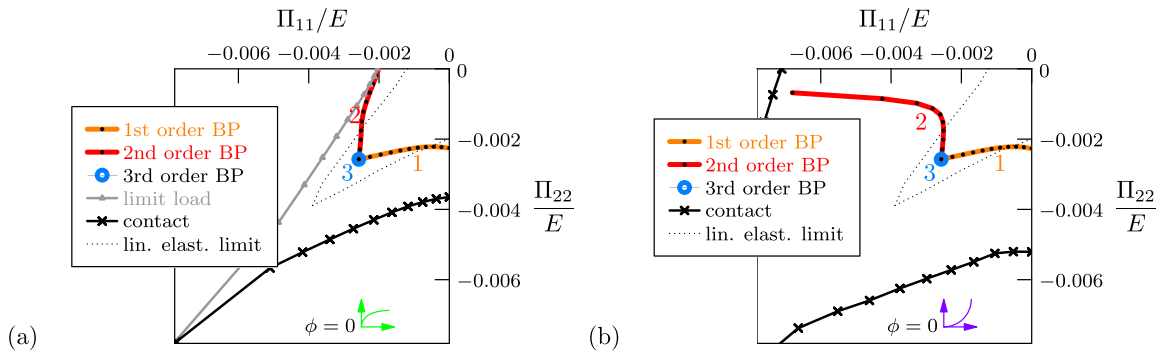 (a)
Π11/E
−0.006 −0.004 −0.002 0
0
−0.002
−0.004
−0.006
Π22
E
1st order BP
2nd order BP
3rd order BP
limit load
contact
lin. elast. limit
2
3
1
ϕ = 0
(b)
Π11/E
−0.006 −0.004 −0.002 0
0
−0.002
−0.004
−0.006
Π22
E
1st order BP
2nd order BP
3rd order BP
contact
lin. elast. limit
2
3
1
ϕ = 0